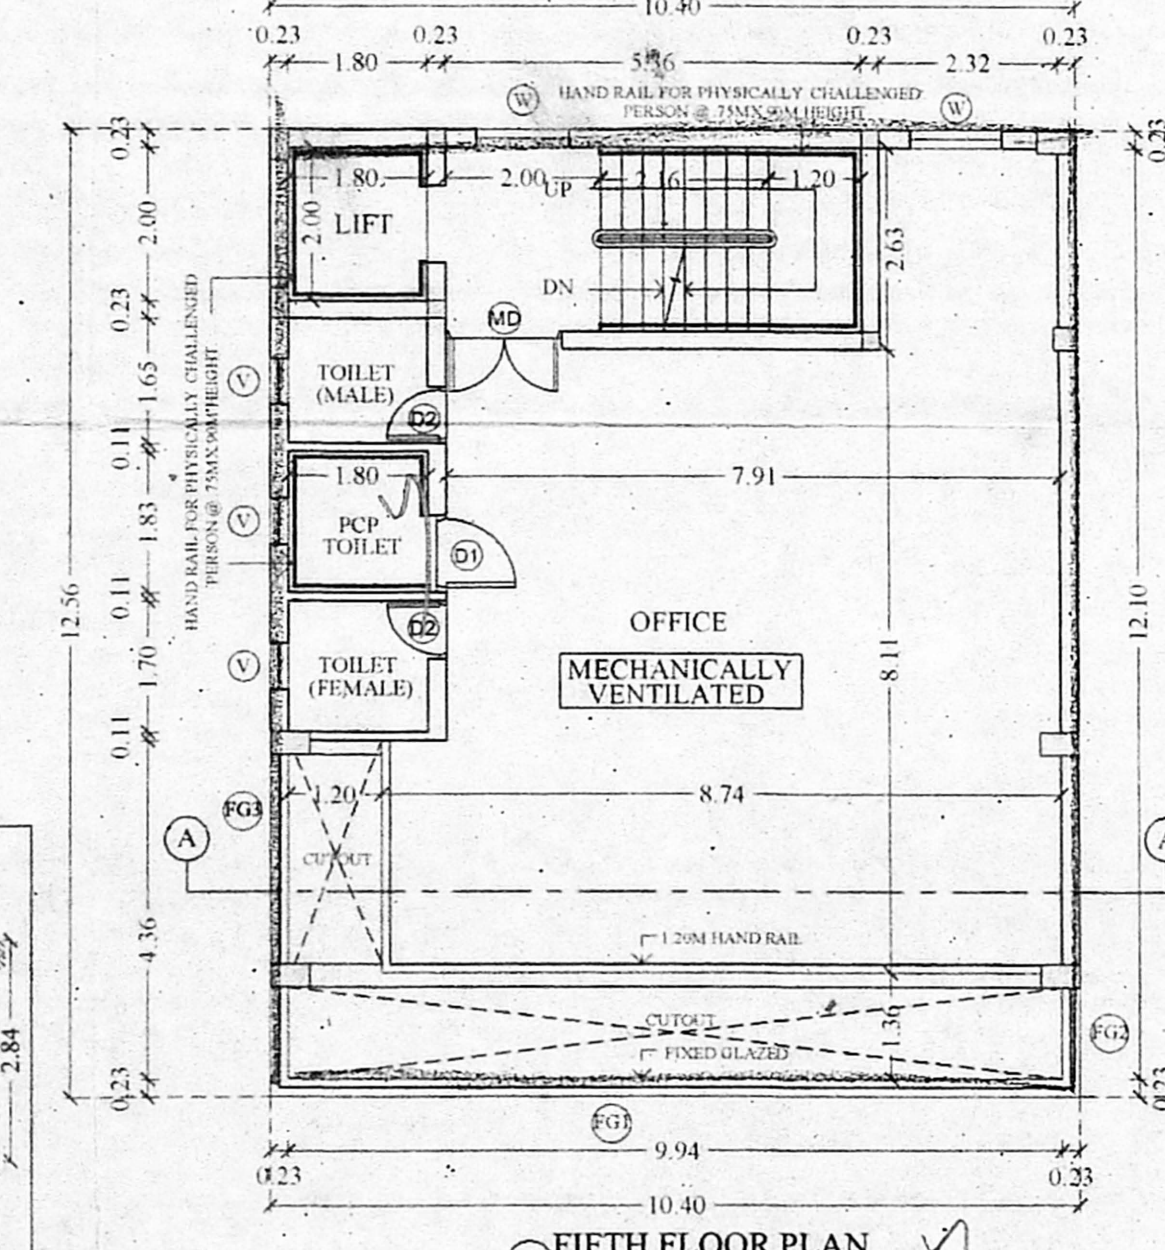 10.40
0.23 0.23 0.23 0.23
1.80 2.32
W HAND RAIL FOR PHYSICALLY CHALLENGED W
PERSON @ .75MX.90M HEIGHT
0.23 0.23
1.80 2.00 2.16 1.20
UP
2.00 2.00 LIFT 2.63
DN
0.23 MD
HAND RAIL FOR PHYSICALLY CHALLENGED
PERSON @ .75MX.90M HEIGHT
TOILET
(MALE)
V 1.65
D2
0.11
1.80 7.91
V 1.83 PCP
TOILET
D1
12.56 0.11 12.10
D2 OFFICE
V 1.70 TOILET
(FEMALE)
MECHANICALLY
VENTILATED
8.11
0.11
FG3 1.20 8.74
A CUTOUT A
4.36 1.20M HAND RAIL
CUTOUT 1.36 FG2
2.84 FIXED GLAZED
0.23 0.23
FG1
9.94
0.23 0.23
10.40
FIFTH FLOOR PLAN